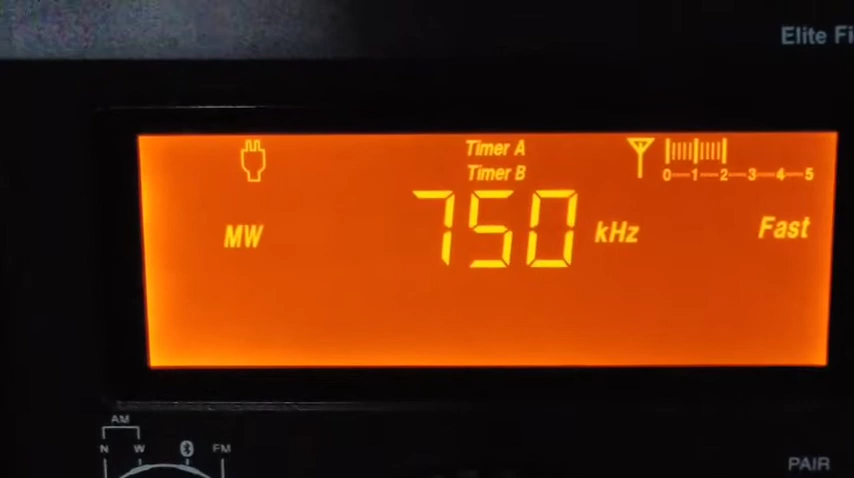 Elite Fi
Timer A
Timer B
0—1—2—3—4—5
MW
750 kHz
Fast
AM
N W FM
PAIR